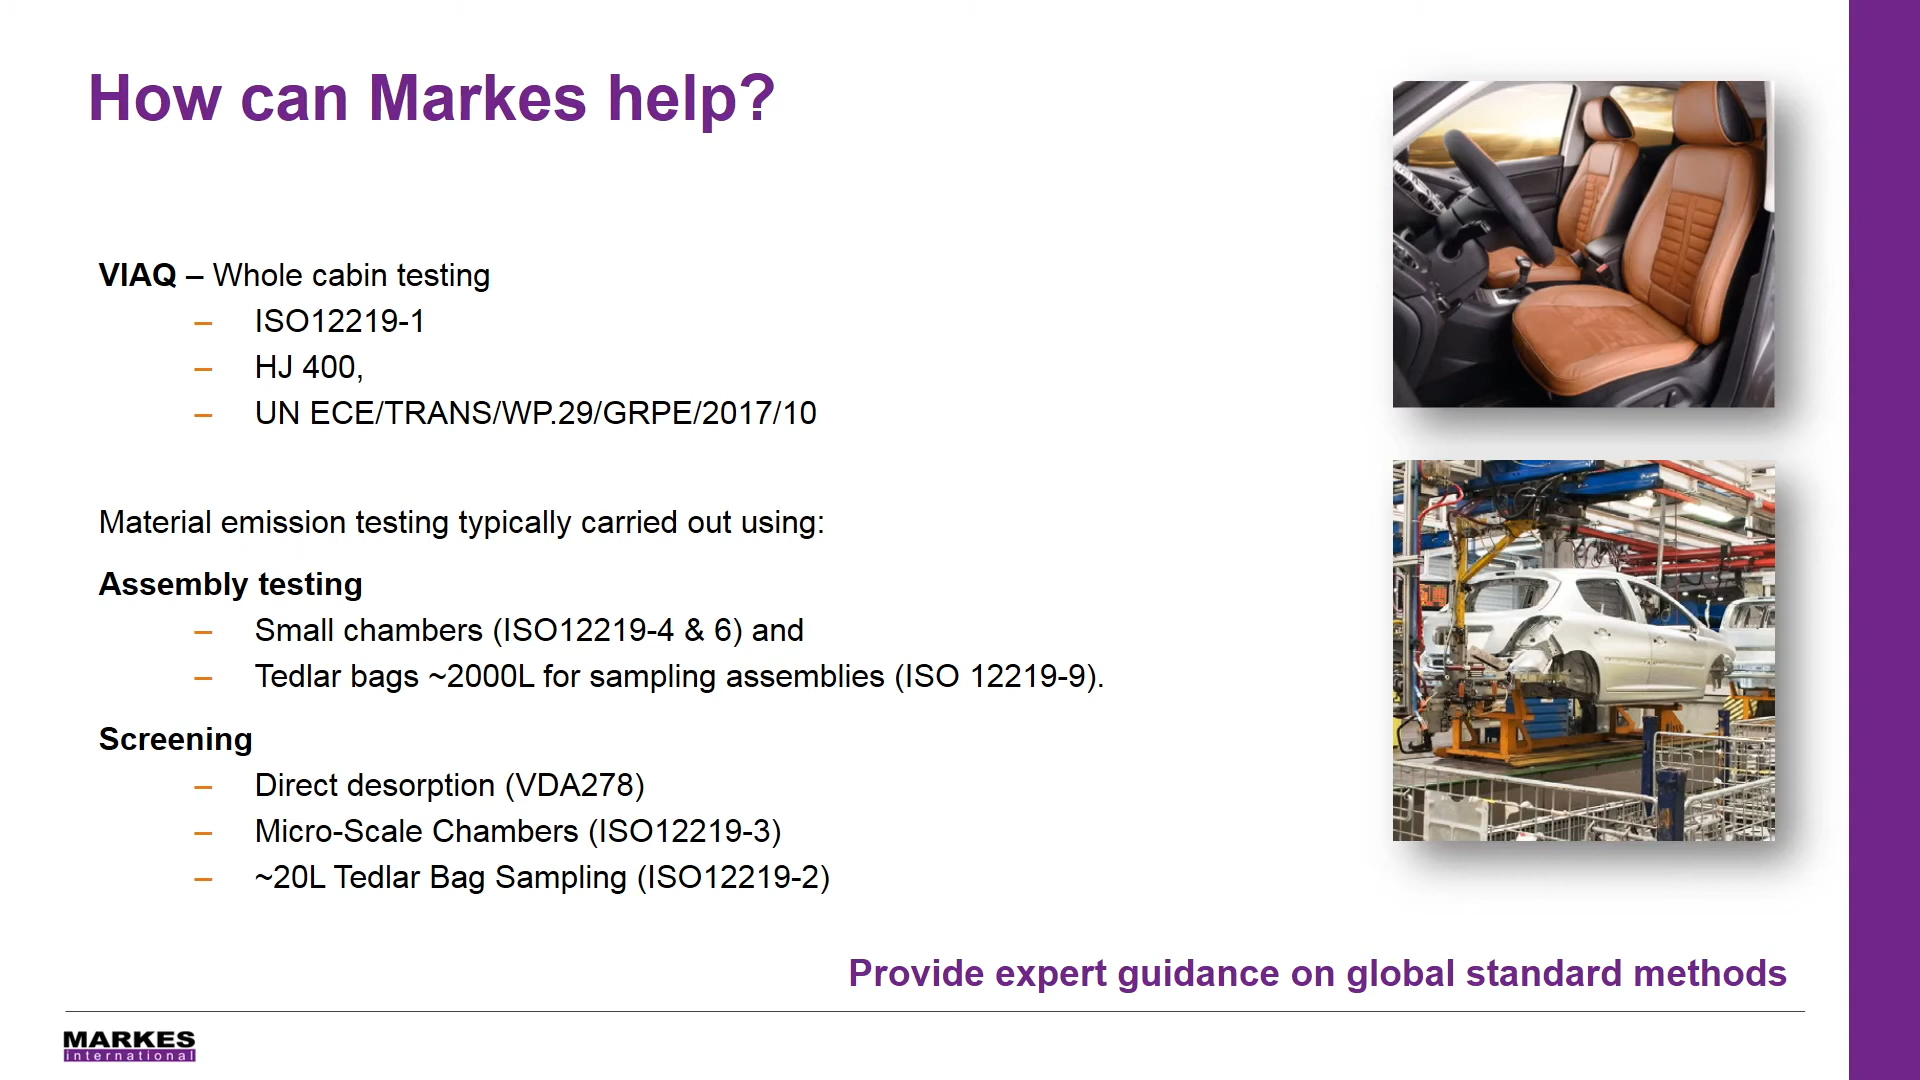 How can Markes help?
VIAQ – Whole cabin testing
– ISO12219-1
– HJ 400,
– UN ECE/TRANS/WP.29/GRPE/2017/10
Material emission testing typically carried out using:
Assembly testing
– Small chambers (ISO12219-4 & 6) and
– Tedlar bags ~2000L for sampling assemblies (ISO 12219-9).
Screening
– Direct desorption (VDA278)
– Micro-Scale Chambers (ISO12219-3)
– ~20L Tedlar Bag Sampling (ISO12219-2)
Provide expert guidance on global standard methods
MARKES
international